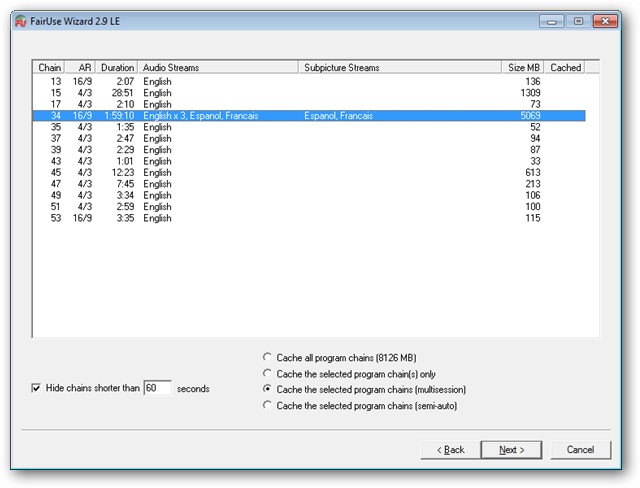 FairUse Wizard 2.9 LE
Chain AR Duration Audio Streams Subpicture Streams Size MB Cached
13 16/9 2:07 English 136
15 4/3 28:51 English 1309
17 4/3 2:10 English 73
34 16/9 1:59:10 English x 3, Espanol, Francais Espanol, Francais 5069
35 4/3 1:35 English 52
37 4/3 2:47 English 94
39 4/3 2:29 English 87
43 4/3 1:01 English 33
45 4/3 12:23 English 613
47 4/3 7:45 English 213
49 4/3 3:34 English 106
51 4/3 2:59 English 100
53 16/9 3:35 English 115
Cache all program chains (8126 MB)
Cache the selected program chain(s) only
Hide chains shorter than 60 seconds
Cache the selected program chains (multisession)
Cache the selected program chains (semi-auto)
< Back Next > Cancel